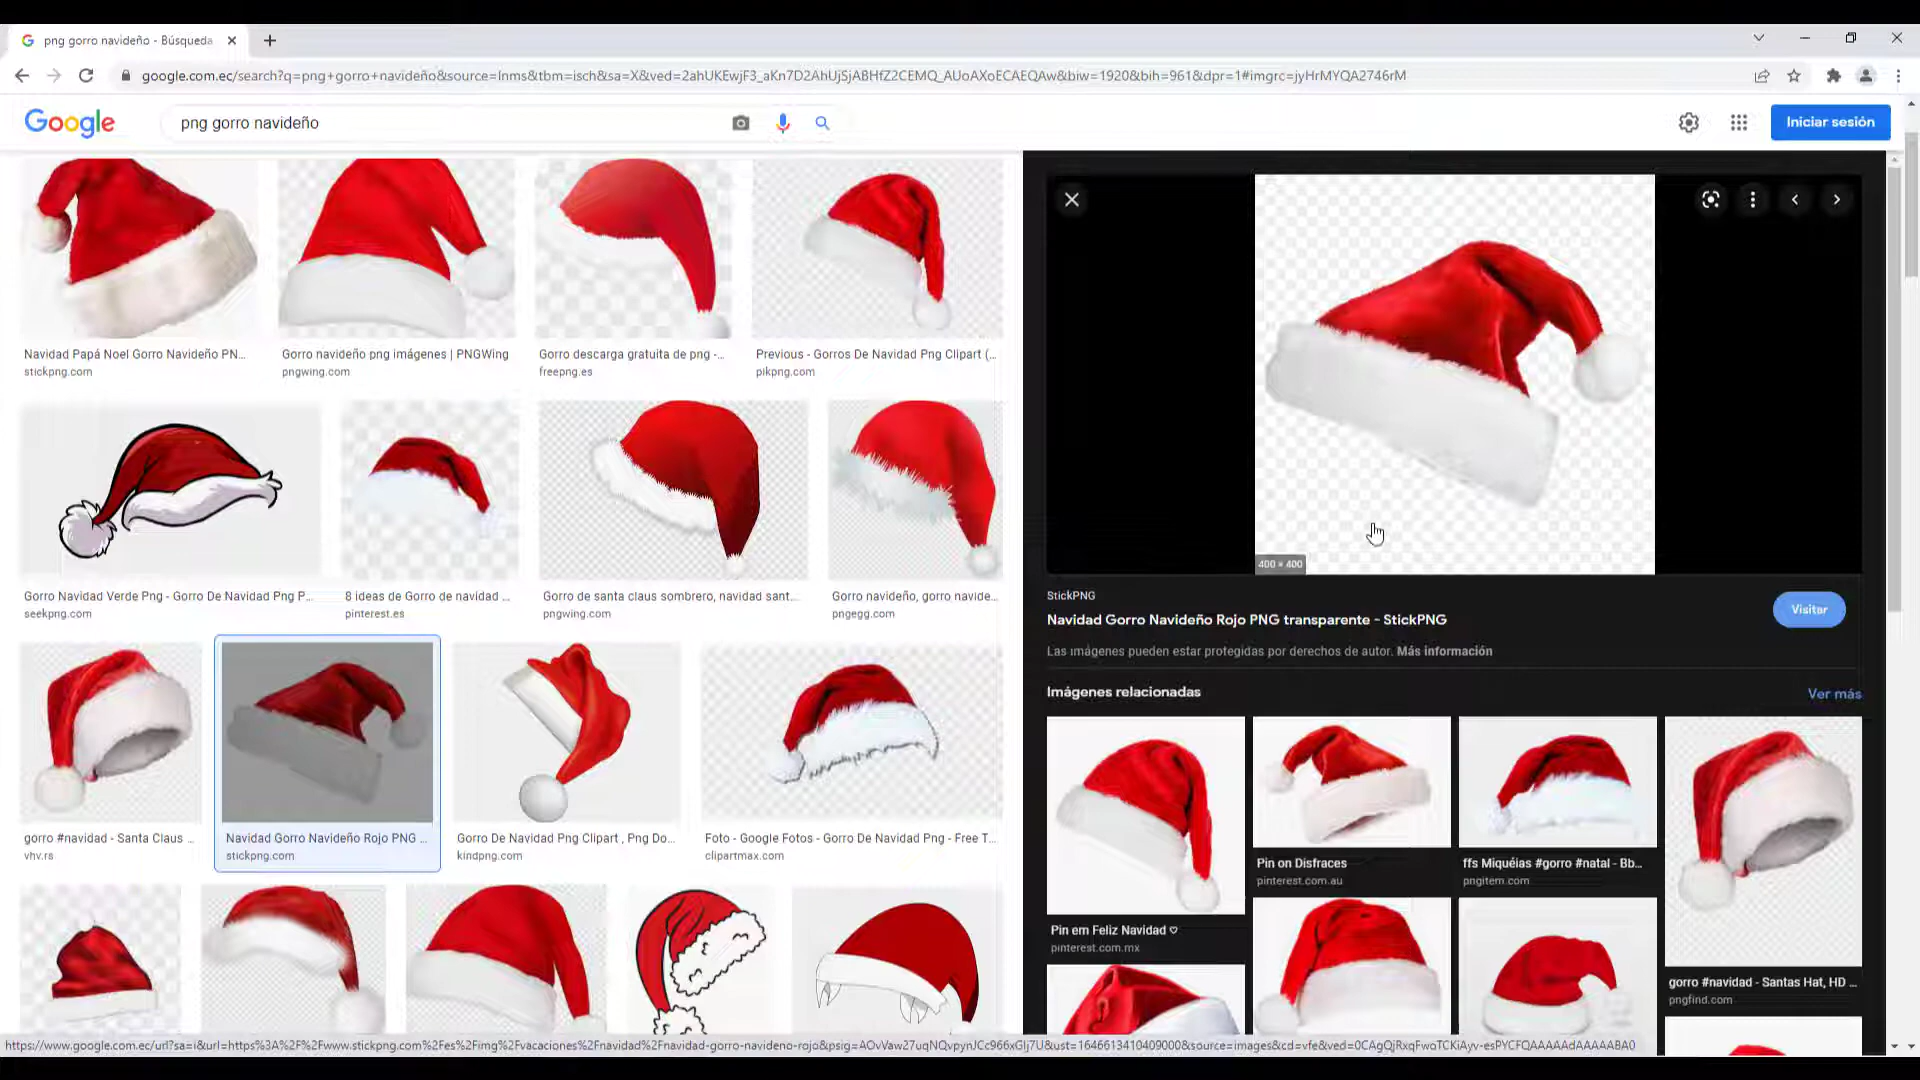 png gorro navideño - Búsqueda
google.com.ec/search?q=png+gorro+navideño&source=lnms&tbm=isch&sa=X&ved=2ahUKEwjF3_aKn7D2AhUjSjABHfZ2CEMQ_AUoAXoECAEQAw&biw=1920&bih=961&dpr=1#imgrc=jyHrMYQA2746rM
Google
png gorro navideño
Iniciar sesión
Navidad Papá Noel Gorro Navideño PN...
stickpng.com
Gorro navideño png imágenes | PNGWing
pngwing.com
Gorro descarga gratuita de png -...
freepng.es
Previous - Gorros De Navidad Png Clipart (...
pikpng.com
Gorro Navidad Verde Png - Gorro De Navidad Png P...
seekpng.com
8 ideas de Gorro de navidad ...
pinterest.es
Gorro de santa claus sombrero, navidad sant...
pngwing.com
Gorro navideño, gorro navide...
pngegg.com
gorro #navidad - Santa Claus ...
vhv.rs
Navidad Gorro Navideño Rojo PNG ...
stickpng.com
Gorro De Navidad Png Clipart , Png Do...
kindpng.com
Foto - Google Fotos - Gorro De Navidad Png - Free T...
clipartmax.com
400 × 400
StickPNG
Navidad Gorro Navideño Rojo PNG transparente - StickPNG
Visitar
Las imágenes pueden estar protegidas por derechos de autor. Más información
Imágenes relacionadas
Ver más
Pin em Feliz Navidad ♡
pinterest.com.mx
Pin on Disfraces
pinterest.com.au
ffs Miquéias #gorro #natal - Bb...
pngitem.com
gorro #navidad - Santas Hat, HD ...
pngfind.com